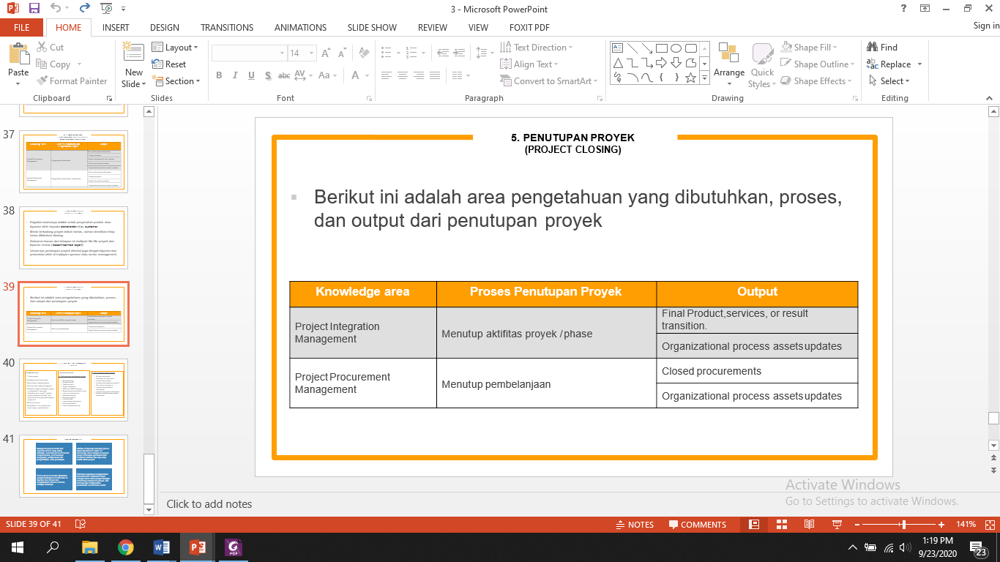 3 - Microsoft PowerPoint
Sign in
FILE HOME INSERT DESIGN TRANSITIONS ANIMATIONS SLIDE SHOW REVIEW VIEW FOXIT PDF
Paste
Cut
Copy
Format Painter
Clipboard
New
Slide
Layout
Reset
Section
Slides
14
B I U S abc AV Aa A
Font
Text Direction
Align Text
Convert to SmartArt
Paragraph
Arrange
Quick
Styles
Shape Fill
Shape Outline
Shape Effects
Drawing
Find
Replace
Select
Editing
37
38
39
40
41
5. PENUTUPAN PROYEK
(PROJECT CLOSING)
Berikut ini adalah area pengetahuan yang dibutuhkan, proses,
dan output dari penutupan proyek
Knowledge area Proses Penutupan Proyek Output
Project Integration
Management
Menutup aktifitas proyek / phase
Final Product,services, or result
transition.
Organizational process assets updates
Project Procurement
Management
Menutup pembelanjaan
Closed procurements
Organizational process assets updates
Activate Windows
Go to Settings to activate Windows.
Click to add notes
SLIDE 39 OF 41
NOTES
COMMENTS
141%
1:19 PM
9/23/2020
23